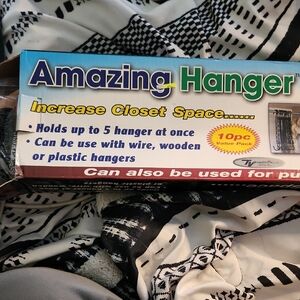 Amazing Hanger
Increase Closet Space......
• Holds up to 5 hanger at once
• Can be use with wire, wooden
or plastic hangers
10pc
Value Pack
Can also be used for pu